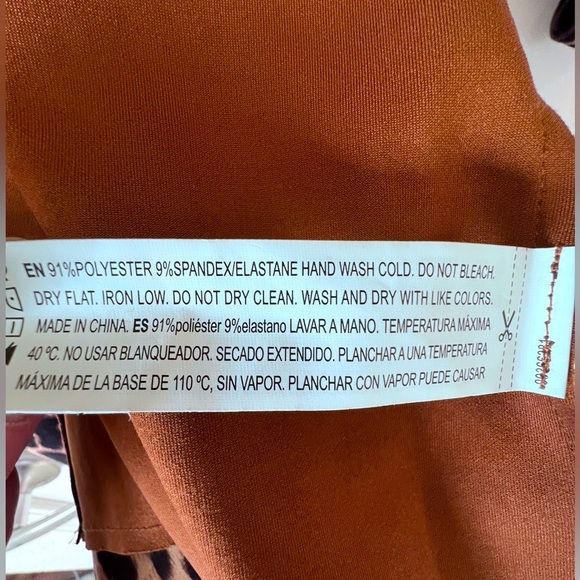 EN 91%POLYESTER 9%SPANDEX/ELASTANE HAND WASH COLD. DO NOT BLEACH.
DRY FLAT. IRON LOW. DO NOT DRY CLEAN. WASH AND DRY WITH LIKE COLORS.
MADE IN CHINA. ES 91%poliéster 9%elastano LAVAR A MANO. TEMPERATURA MÁXIMA
40 ºC. NO USAR BLANQUEADOR. SECADO EXTENDIDO. PLANCHAR A UNA TEMPERATURA
MÁXIMA DE LA BASE DE 110 ºC, SIN VAPOR. PLANCHAR CON VAPOR PUEDE CAUSAR